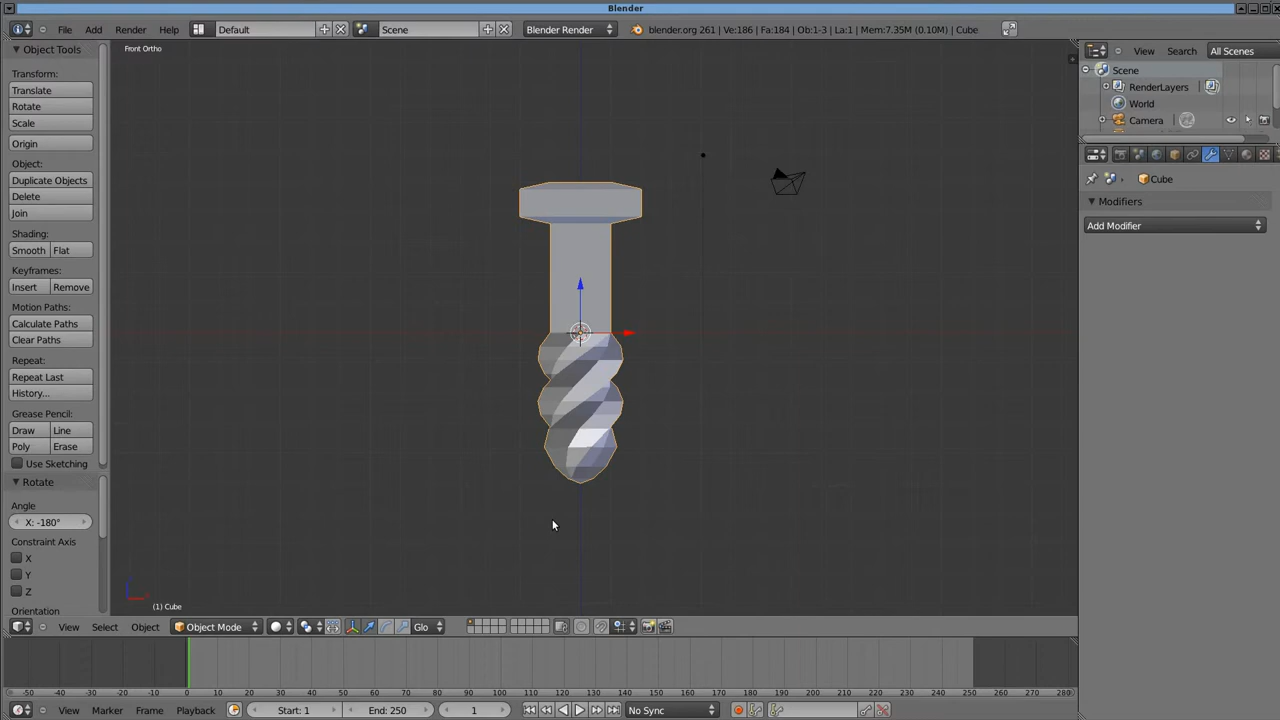 Blender
File Add Render Help Default Scene Blender Render blender.org 261 | Ve:186 | Fa:184 | Ob:1-3 | La:1 | Mem:7.35M (0.10M) | Cube
Object Tools
Transform:
Translate
Rotate
Scale
Origin
Object:
Duplicate Objects
Delete
Join
Shading:
Smooth Flat
Keyframes:
Insert Remove
Motion Paths:
Calculate Paths
Clear Paths
Repeat:
Repeat Last
History...
Grease Pencil:
Draw Line
Poly Erase
Use Sketching
Rotate
Angle
X: -180°
Constraint Axis
X
Y
Z
Orientation
Front Ortho
(1) Cube
View Search All Scenes
Scene
RenderLayers
World
Camera
Cube
Modifiers
Add Modifier
View Select Object Object Mode Glo
-50 -40 -30 -20 -10 0 10 20 30 40 50 60 70 80 90 100 110 120 130 140 150 160 170 180 190 200 210 220 230 240 250 260 270 280
View Marker Frame Playback Start: 1 End: 250 1 No Sync